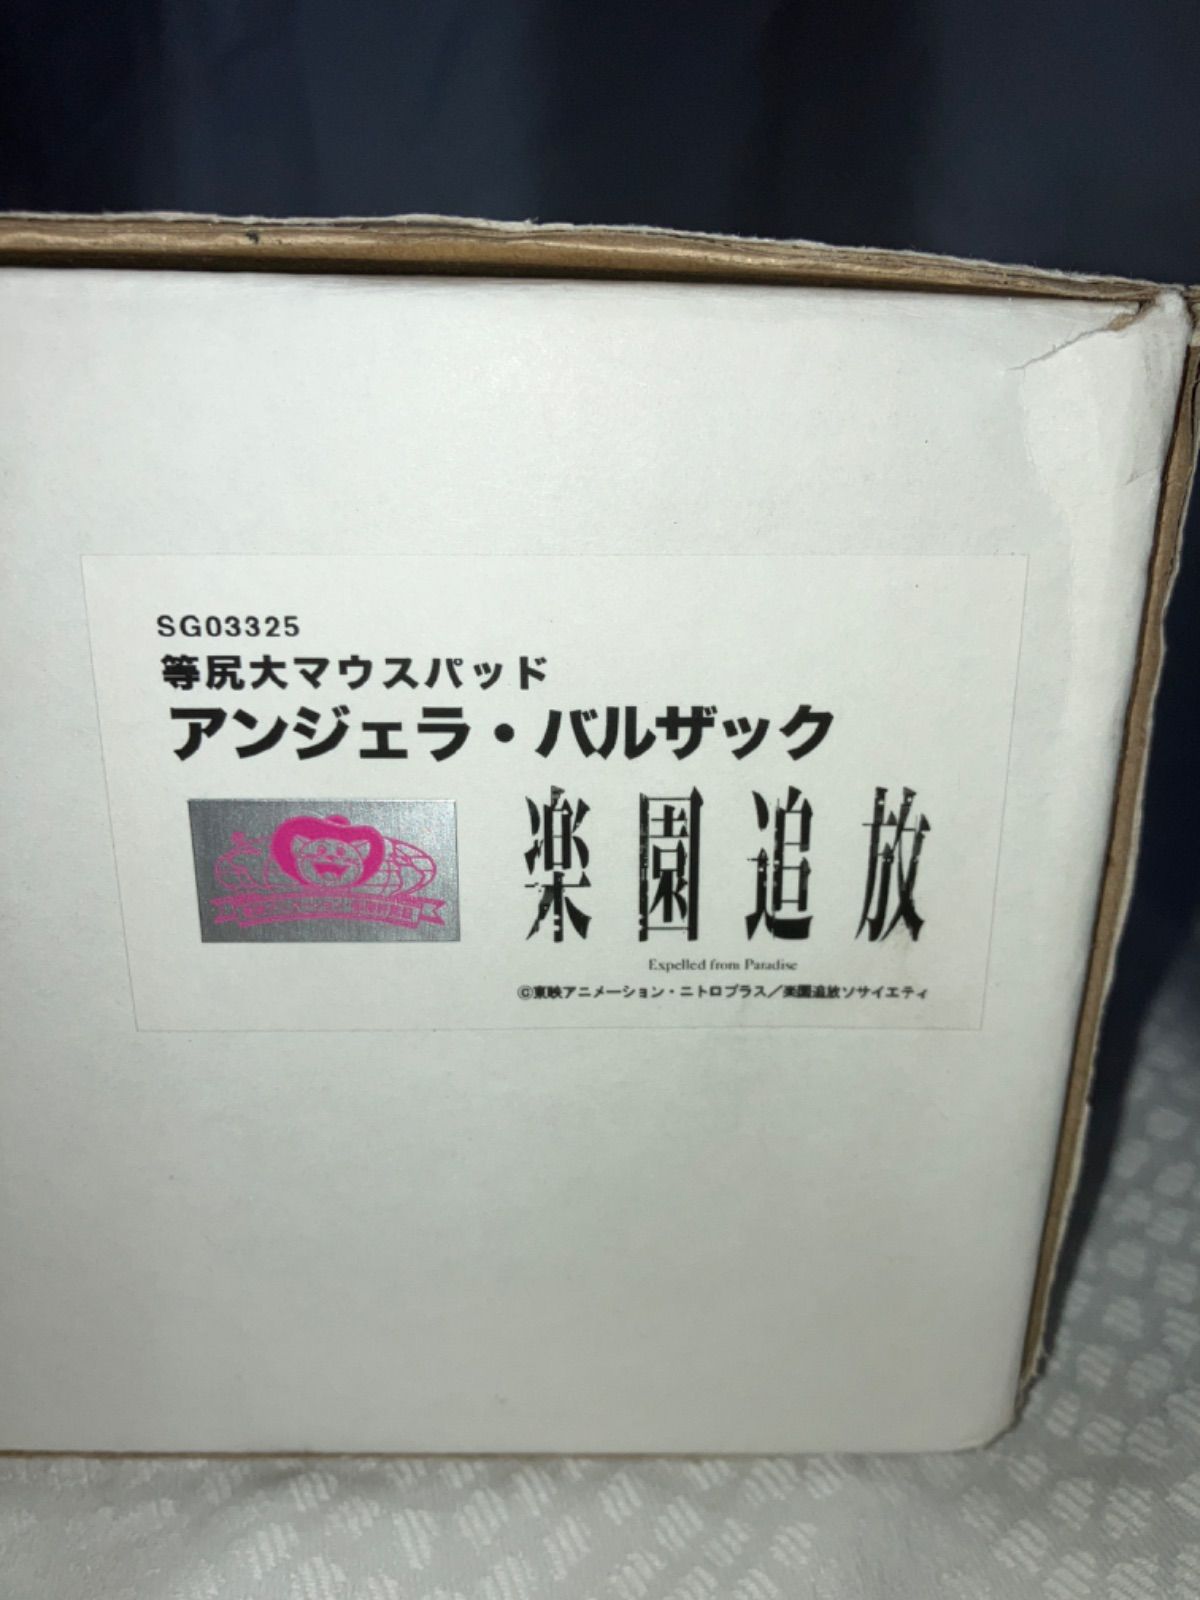 SG03325
等尻大マウスパッド
アンジェラ・バルザック
楽園追放
Expelled from Paradise
©東映アニメーション・ニトロプラス／楽園追放ソサイエティ